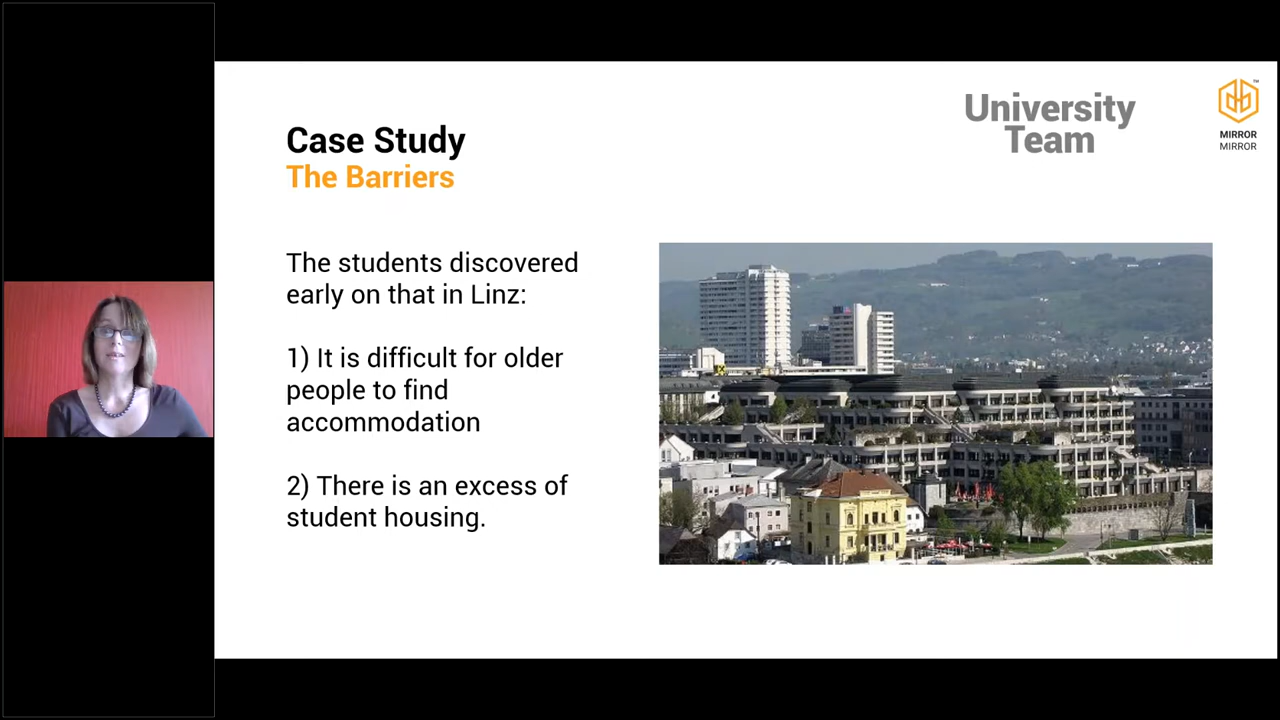 University
Team
MIRROR
MIRROR
Case Study
The Barriers
The students discovered
early on that in Linz:
1) It is difficult for older
people to find
accommodation
2) There is an excess of
student housing.